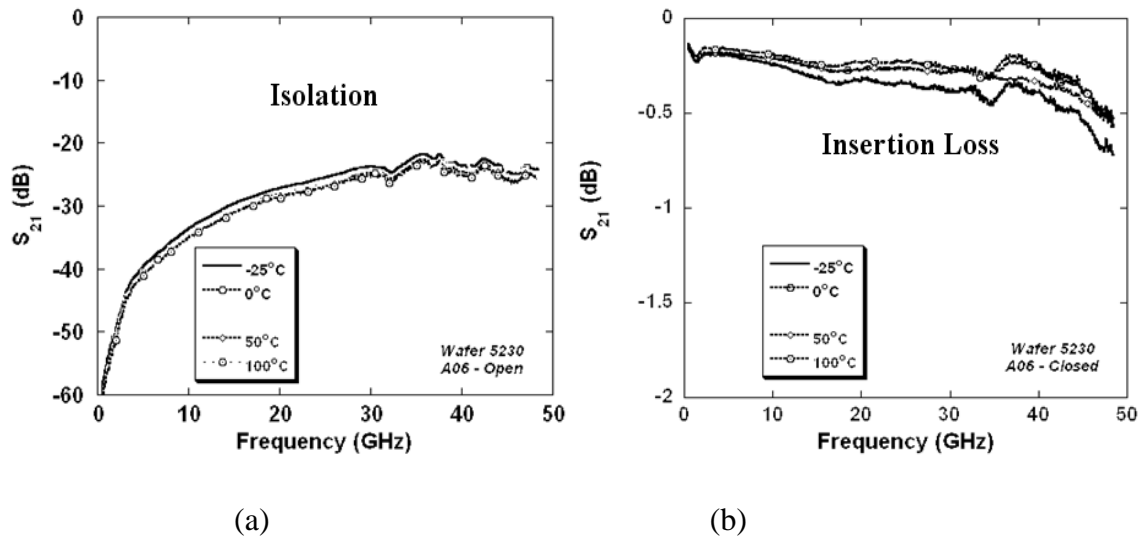 0
-10
-20
-30
-40
-50
-60
S21 (dB)
Isolation
-25°C
0°C
50°C
100°C
Wafer 5230
A06 - Open
0 10 20 30 40 50
Frequency (GHz)
(a)
0
-0.5
-1
-1.5
-2
S21 (dB)
Insertion Loss
-25°C
0°C
50°C
100°C
Wafer 5230
A06 - Closed
0 10 20 30 40 50
Frequency (GHz)
(b)